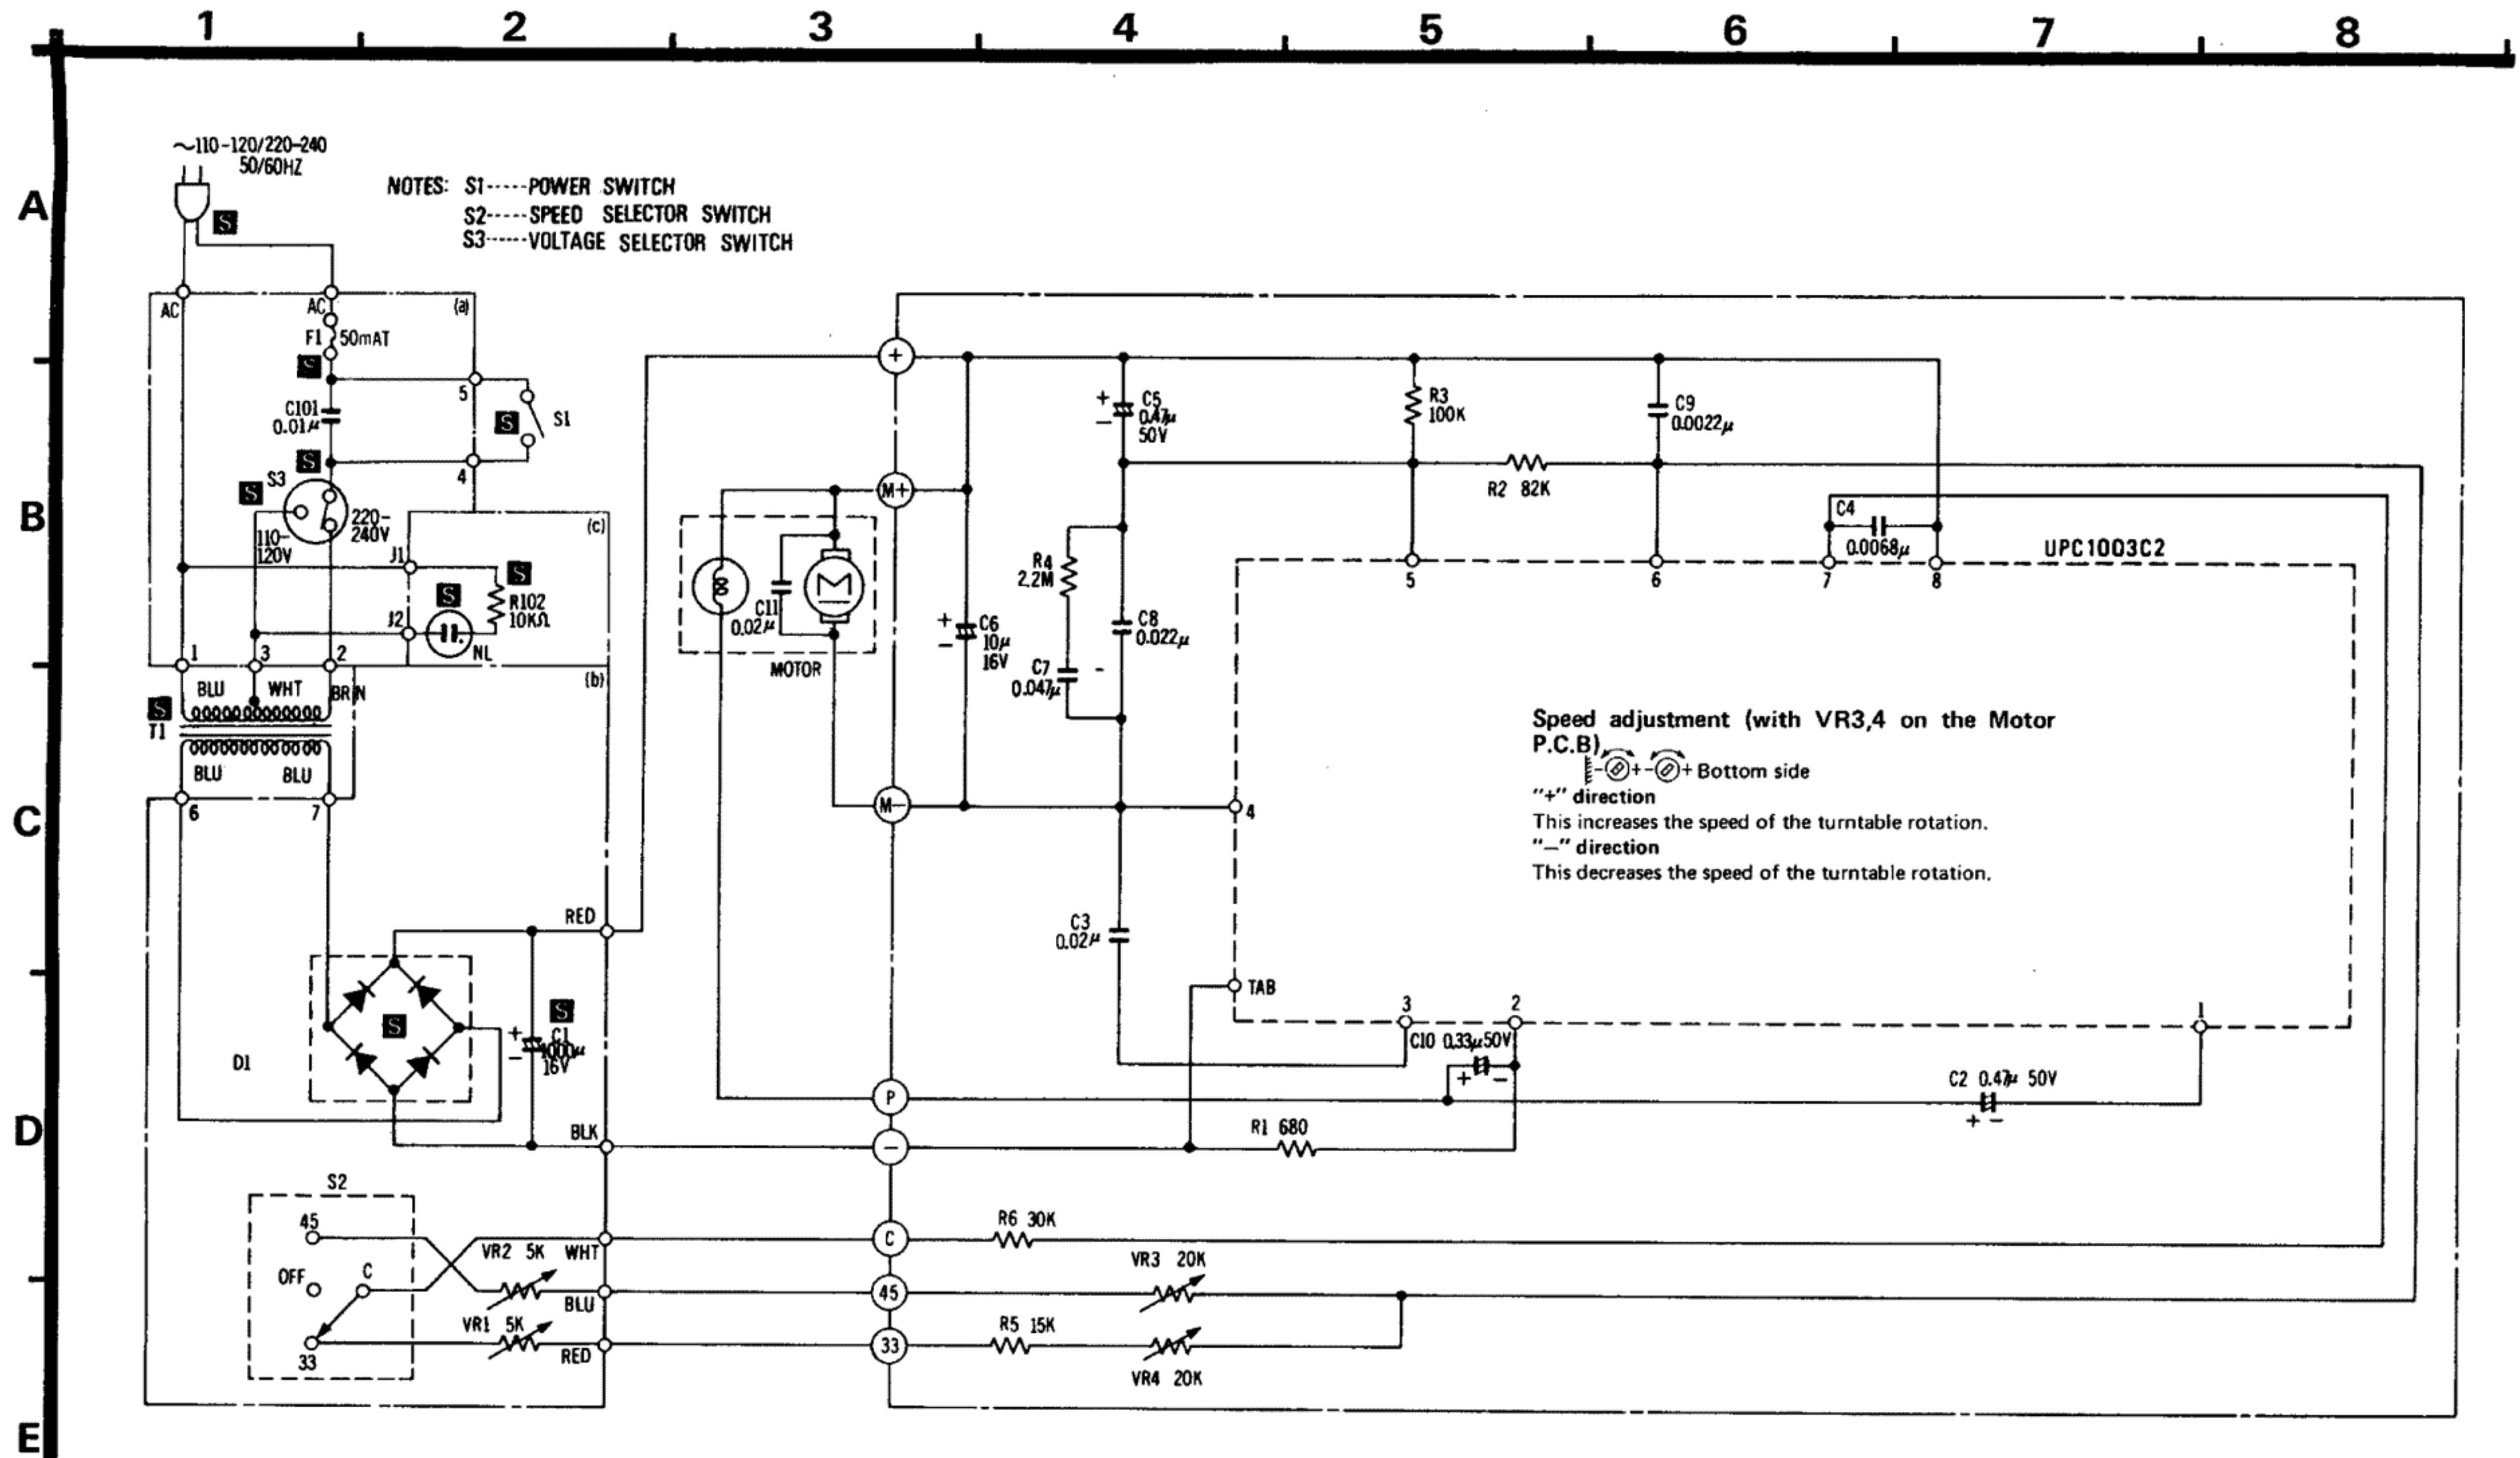 1 2 3 4 5 6 7 8
A
B
C
D
E
~110-120/220-240
50/60HZ
NOTES: S1-----POWER SWITCH
S2-----SPEED SELECTOR SWITCH
S3------VOLTAGE SELECTOR SWITCH
S
AC
AC
(a)
F1 50mAT
S
5
C101
0.01μ
S
S1
S
4
S3
S
220-
240V
110-
120V
(c)
J1
S
R102
10KΩ
S
J2
NL
1 3 2
BLU WHT BRN
(b)
S
T1
BLU BLU
6 7
RED
S
C1
1000μ
16V
+
−
S
D1
BLK
S2
45
OFF
C
33
VR2 5K WHT
BLU
VR1 5K
RED
+
M+
M−
P
−
C
45
33
C11
0.02μ
M
MOTOR
+
−
C6
10μ
16V
+
−
C5
0.47μ
50V
R4
2.2M
C8
0.022μ
C7
0.047μ
-
C3
0.02μ
R3
100K
R2 82K
C9
0.0022μ
C4
0.0068μ
UPC1003C2
5 6 7 8
4
TAB
3 2 1
Speed adjustment (with VR3,4 on the Motor
P.C.B)
-+-+ Bottom side
"+" direction
This increases the speed of the turntable rotation.
"−" direction
This decreases the speed of the turntable rotation.
C10 0.33μ50V
+ −
C2 0.47μ 50V
+ −
R1 680
R6 30K
VR3 20K
R5 15K
VR4 20K